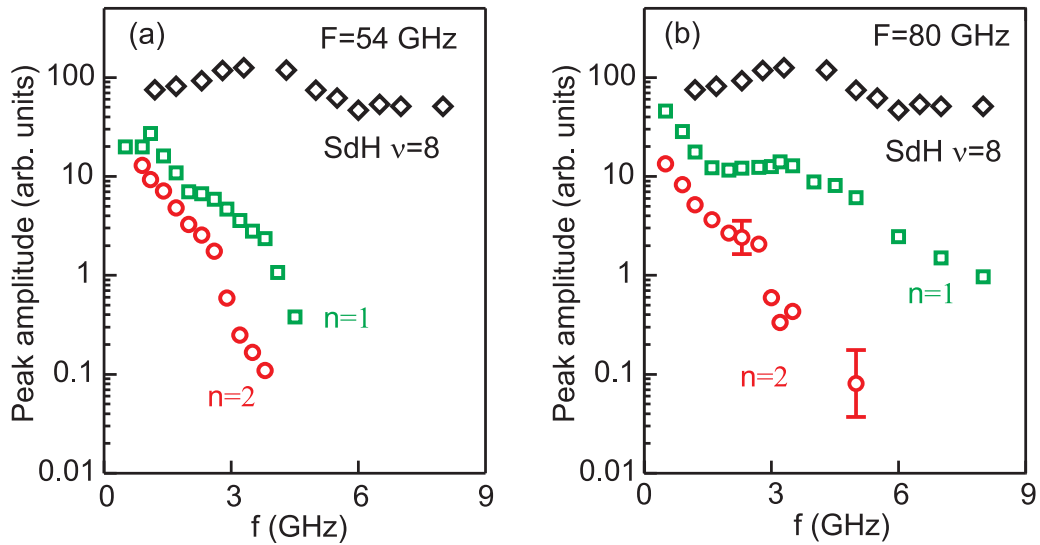 (a)
F=54 GHz
100
10
1
0.1
0.01
Peak amplitude (arb. units)
SdH ν=8
n=1
n=2
0
3
6
9
f (GHz)
(b)
F=80 GHz
100
10
1
0.1
0.01
Peak amplitude (arb. units)
SdH ν=8
n=1
n=2
0
3
6
9
f (GHz)